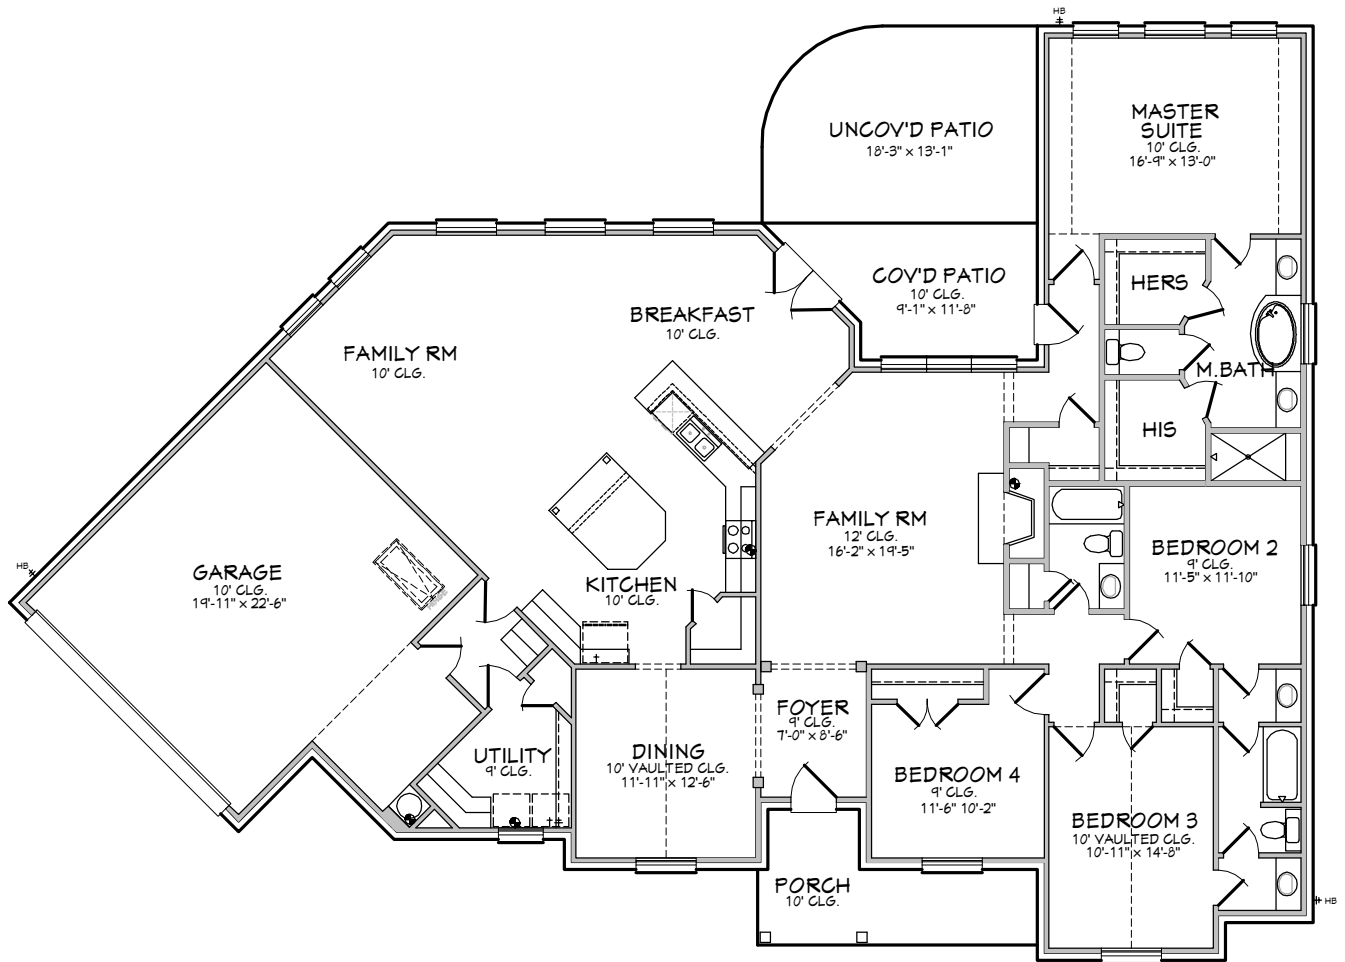 HB
UNCOV'D PATIO
18'-3" x 13'-1"
MASTER
SUITE
10' CLG.
16'-9" x 13'-0"
COV'D PATIO
10' CLG.
9'-1" x 11'-8"
HERS
BREAKFAST
10' CLG.
FAMILY RM
10' CLG.
M.BATH
HIS
FAMILY RM
12' CLG.
16'-2" x 19'-5"
BEDROOM 2
9' CLG.
11'-5" x 11'-10"
HB
GARAGE
10' CLG.
19'-11" x 22'-6"
KITCHEN
10' CLG.
FOYER
9' CLG.
7'-0" x 8'-6"
UTILITY
9' CLG.
DINING
10' VAULTED CLG.
11'-11" x 12'-6"
BEDROOM 4
9' CLG.
11'-6" 10'-2"
BEDROOM 3
10' VAULTED CLG.
10'-11" x 14'-8"
PORCH
10' CLG.
HB